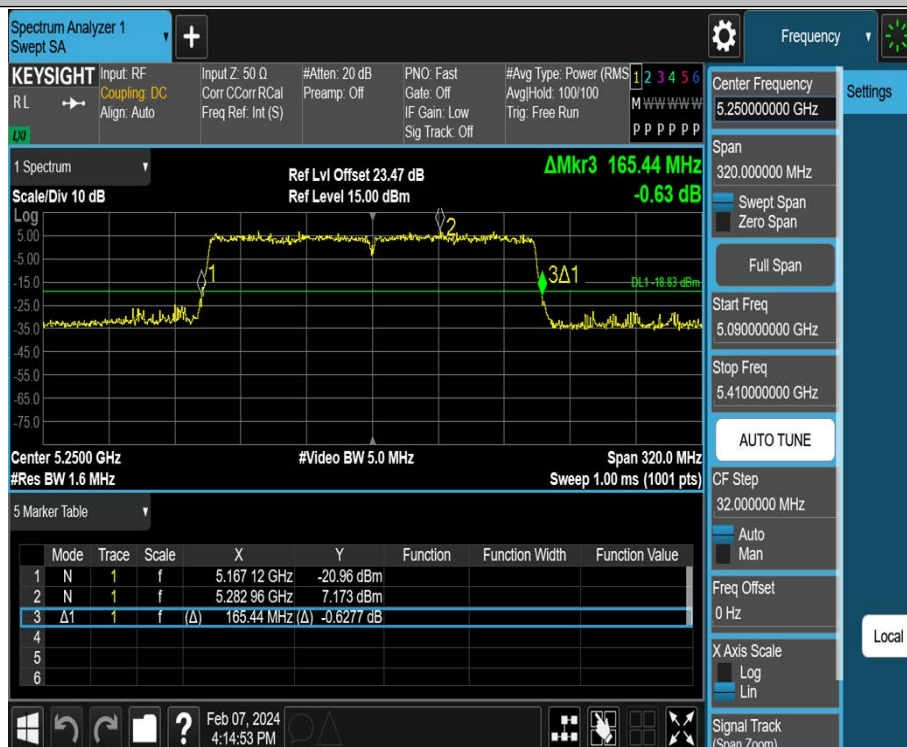 Spectrum Analyzer 1
Swept SA
+
Frequency
KEYSIGHT
RL
LXI
Input: RF
Coupling: DC
Align: Auto
Input Z: 50 Ω
Corr CCorr RCal
Freq Ref: Int (S)
#Atten: 20 dB
Preamp: Off
PNO: Fast
Gate: Off
IF Gain: Low
Sig Track: Off
#Avg Type: Power (RMS
Avg|Hold: 100/100
Trig: Free Run
1 2 3 4 5 6
M W W W W W
P P P P P P
1 Spectrum
Scale/Div 10 dB
Ref Lvl Offset 23.47 dB
Ref Level 15.00 dBm
ΔMkr3 165.44 MHz
-0.63 dB
Log
5.00
-5.00
-15.0
-25.0
-35.0
-45.0
-55.0
-65.0
-75.0
1
2
3Δ1
DL1 -18.83 dBm
Center 5.2500 GHz
#Video BW 5.0 MHz
Span 320.0 MHz
#Res BW 1.6 MHz
Sweep 1.00 ms (1001 pts)
5 Marker Table
Mode Trace Scale X Y Function Function Width Function Value
1 N 1 f 5.167 12 GHz -20.96 dBm
2 N 1 f 5.282 96 GHz 7.173 dBm
3 Δ1 1 f (Δ) 165.44 MHz (Δ) -0.6277 dB
4
5
6
?
Feb 07, 2024
4:14:53 PM
Center Frequency
5.250000000 GHz
Settings
Span
320.000000 MHz
Swept Span
Zero Span
Full Span
Start Freq
5.090000000 GHz
Stop Freq
5.410000000 GHz
AUTO TUNE
CF Step
32.000000 MHz
Auto
Man
Freq Offset
0 Hz
Local
X Axis Scale
Log
Lin
Signal Track
(Span Zoom)